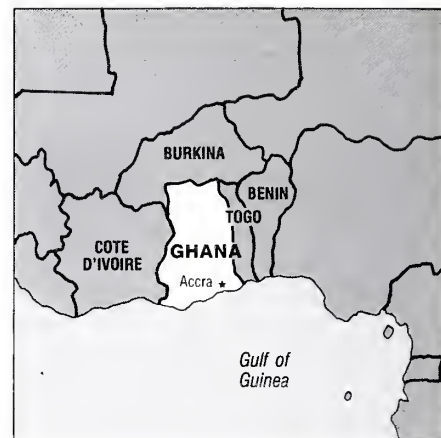 BURKINA
BENIN
TOGO
COTE
D'IVOIRE
GHANA
Accra
Gulf of
Guinea